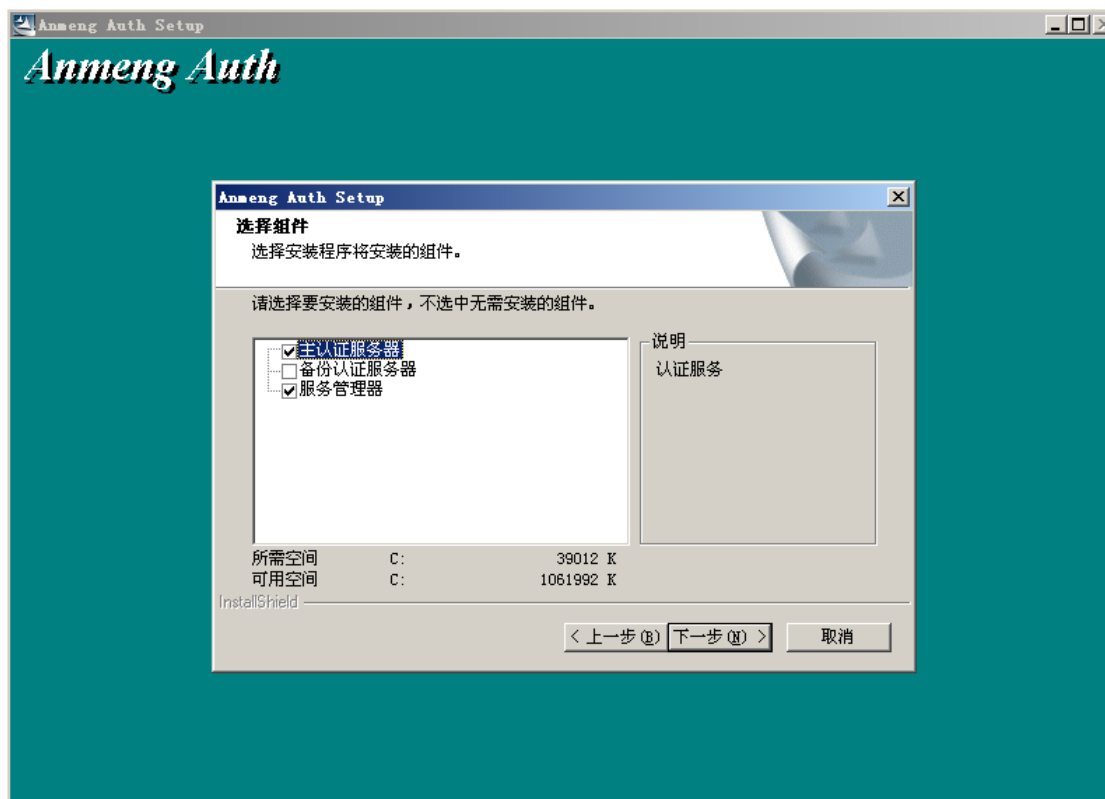 Anmeng Auth Setup
Anmeng Auth
Anmeng Auth Setup
选择组件
选择安装程序将安装的组件。
请选择要安装的组件，不选中无需安装的组件。
主认证服务器
备份认证服务器
服务管理器
说明
认证服务
所需空间 C: 39012 K
可用空间 C: 1061992 K
InstallShield
< 上一步(B) 下一步(N) > 取消